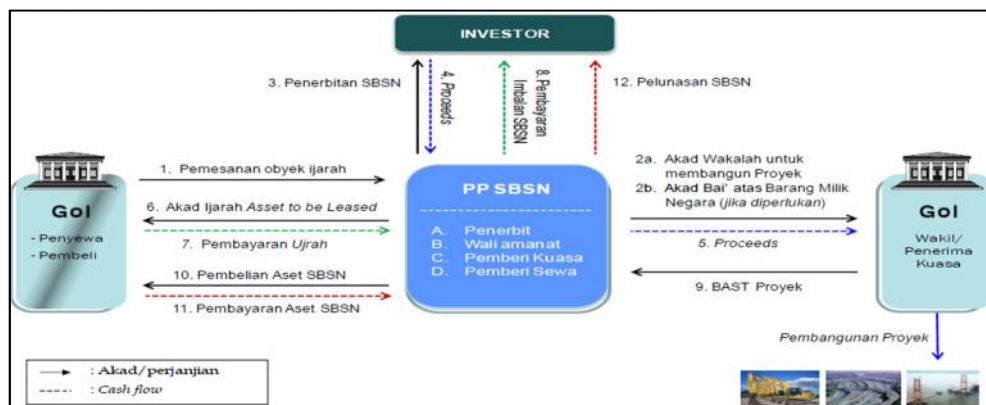 INVESTOR
3. Penerbitan SBSN
4. Proceeds
8. Pembayaran
Imbalan SBSN
12. Pelunasan SBSN
GoI
- Penyewa
- Pembeli
1. Pemesanan obyek ijarah
6. Akad Ijarah Asset to be Leased
7. Pembayaran Ujrah
10. Pembelian Aset SBSN
11. Pembayaran Aset SBSN
PP SBSN
A. Penerbit
B. Wali amanat
C. Pemberi Kuasa
D. Pemberi Sewa
2a. Akad Wakalah untuk
membangun Proyek
2b. Akad Bai' atas Barang Milik
Negara (jika diperlukan)
5. Proceeds
9. BAST Proyek
GoI
Wakil/
Penerima
Kuasa
Pembangunan Proyek
: Akad/perjanjian
: Cash flow